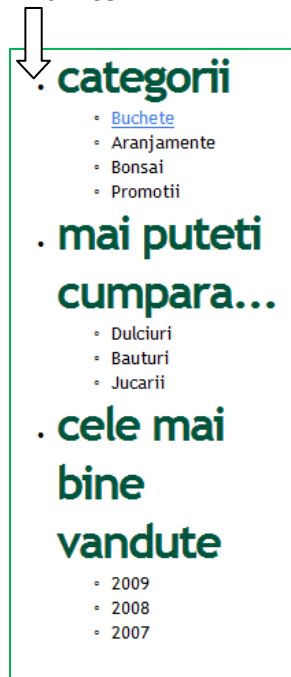 categorii
Buchete
Aranjamente
Bonsai
Promotii
mai puteti
cumpara...
Dulciuri
Bauturi
Jucarii
cele mai
bine
vandute
2009
2008
2007